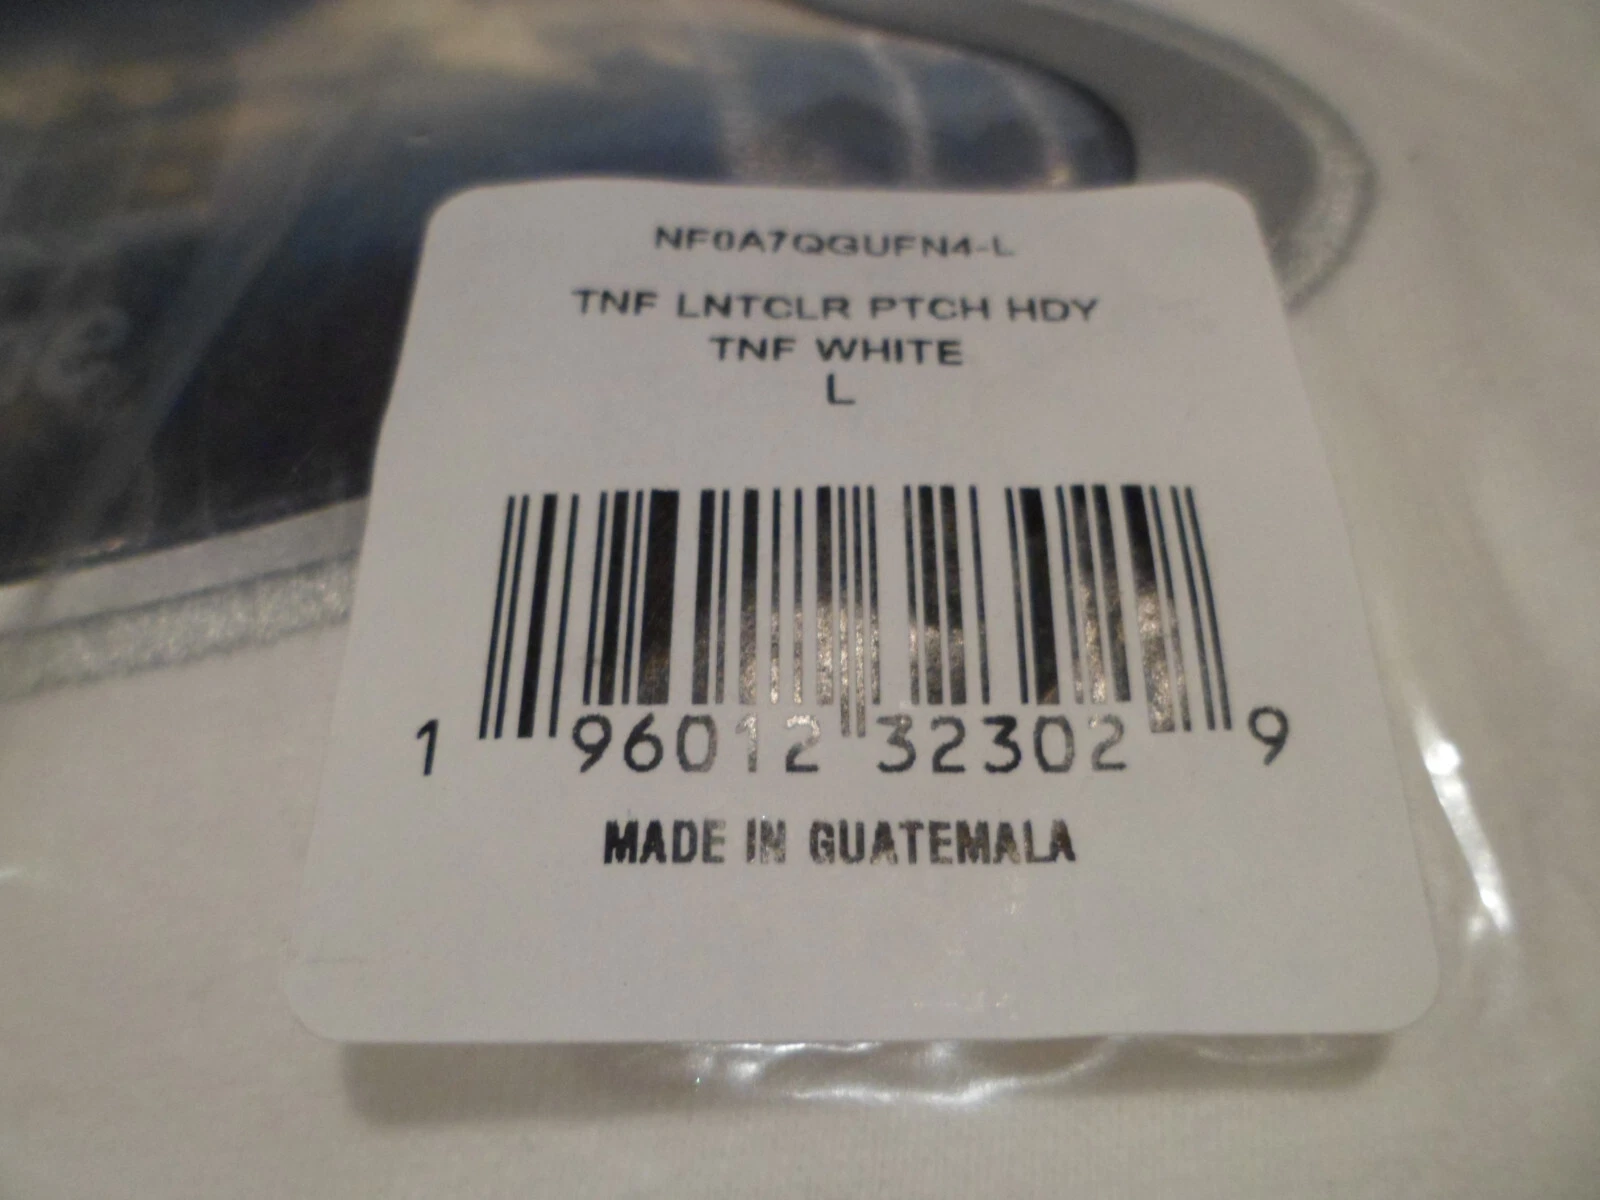 NF0A7QGUFN4-L
TNF LNTCLR PTCH HDY
TNF WHITE
L
1 96012 32302 9
MADE IN GUATEMALA